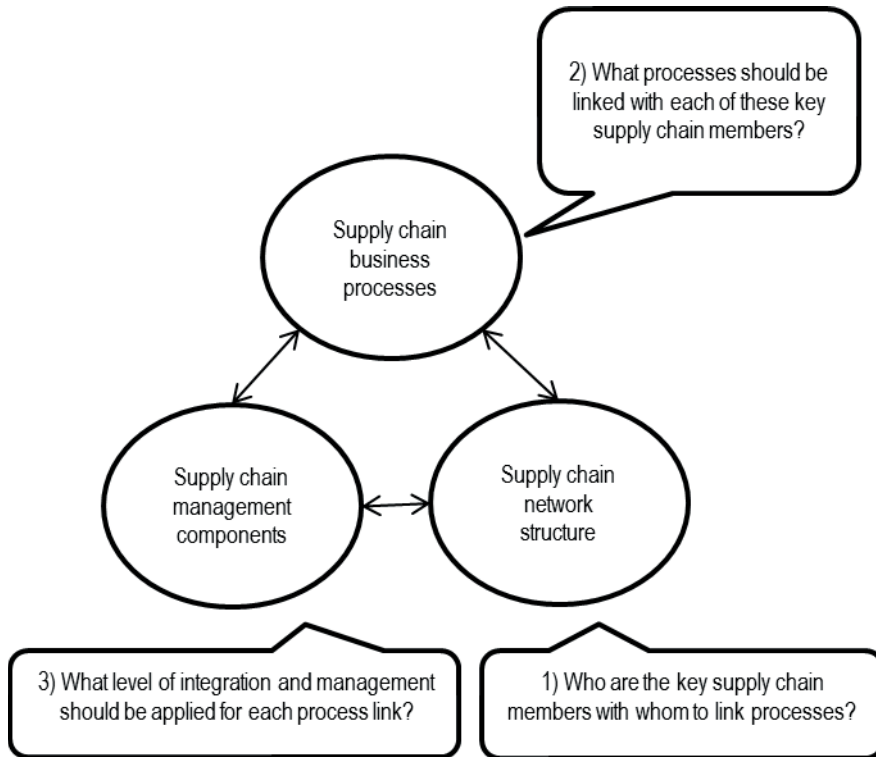 2) What processes should be
linked with each of these key
supply chain members?
Supply chain
business
processes
Supply chain
management
components
Supply chain
network
structure
3) What level of integration and management
should be applied for each process link?
1) Who are the key supply chain
members with whom to link processes?